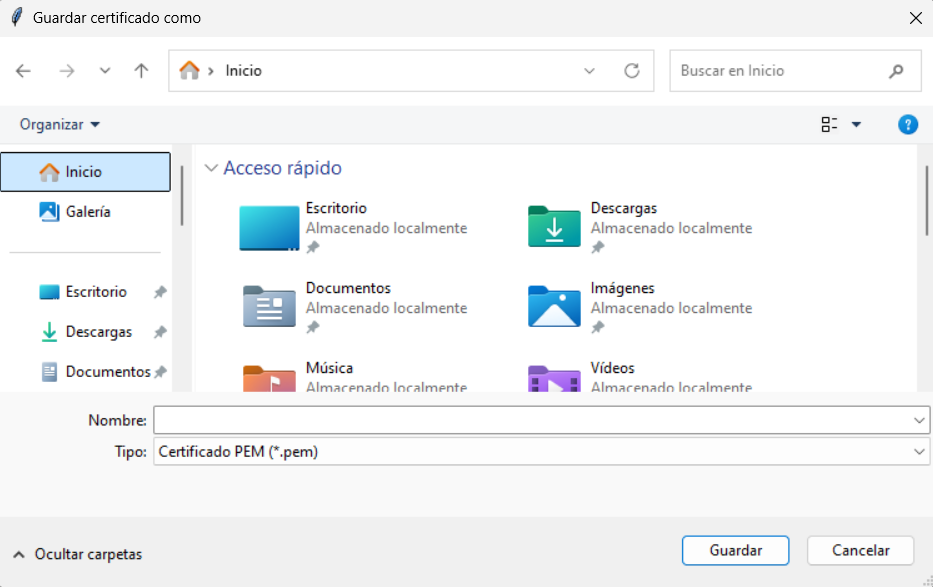 Guardar certificado como
Inicio
Buscar en Inicio
Organizar
?
Inicio
Galería
Escritorio
Descargas
Documentos
Acceso rápido
Escritorio
Almacenado localmente
Descargas
Almacenado localmente
Documentos
Almacenado localmente
Imágenes
Almacenado localmente
Música
Almacenado localmente
Vídeos
Almacenado localmente
Nombre:
Tipo: Certificado PEM (*.pem)
Ocultar carpetas
Guardar
Cancelar